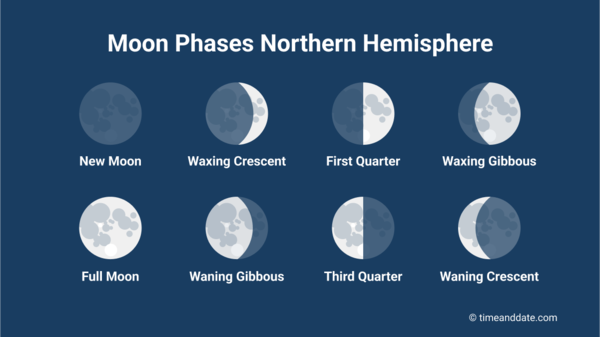 Moon Phases Northern Hemisphere
New Moon
Waxing Crescent
First Quarter
Waxing Gibbous
Full Moon
Waning Gibbous
Third Quarter
Waning Crescent
© timeanddate.com